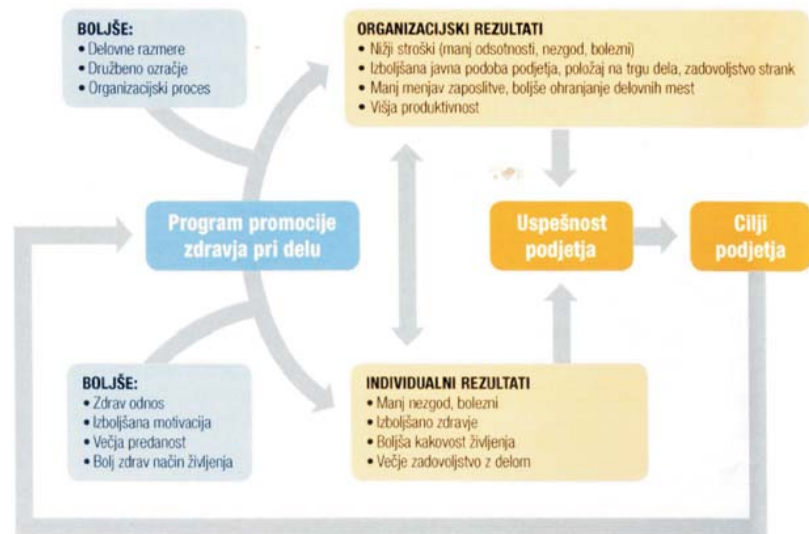 BOLJŠE:
• Delovne razmere
• Družbeno ozračje
• Organizacijski proces
ORGANIZACIJSKI REZULTATI
• Nižji stroški (manj odsotnosti, nezgod, bolezni)
• Izboljšana javna podoba podjetja, položaj na trgu dela, zadovoljstvo strank
• Manj menjav zaposlitve, boljše ohranjanje delovnih mest
• Višja produktivnost
Program promocije
zdravja pri delu
Uspešnost
podjetja
Cilji
podjetja
BOLJŠE:
• Zdrav odnos
• Izboljšana motivacija
• Večja predanost
• Bolj zdrav način življenja
INDIVIDUALNI REZULTATI
• Manj nezgod, bolezni
• Izboljšano zdravje
• Boljša kakovost življenja
• Večje zadovoljstvo z delom